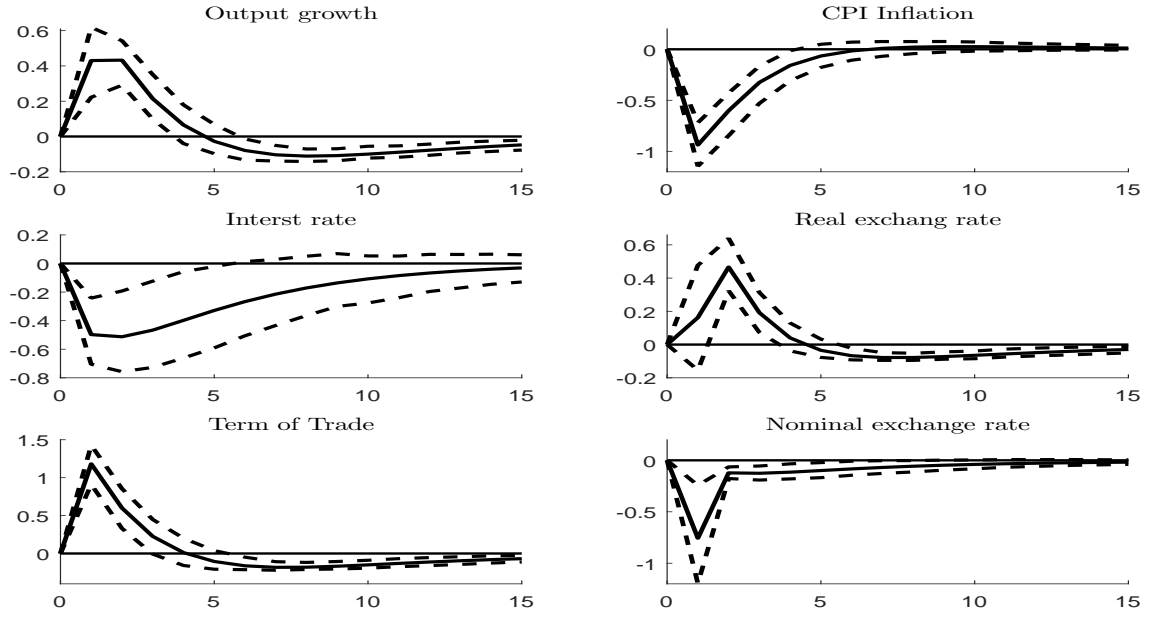 Output growth
0.6
0.4
0.2
0
-0.2
0 5 10 15
CPI Inflation
0
-0.5
-1
0 5 10 15
Interst rate
0.2
0
-0.2
-0.4
-0.6
-0.8
0 5 10 15
Real exchang rate
0.6
0.4
0.2
0
-0.2
0 5 10 15
Term of Trade
1.5
1
0.5
0
0 5 10 15
Nominal exchange rate
0
-0.5
-1
0 5 10 15